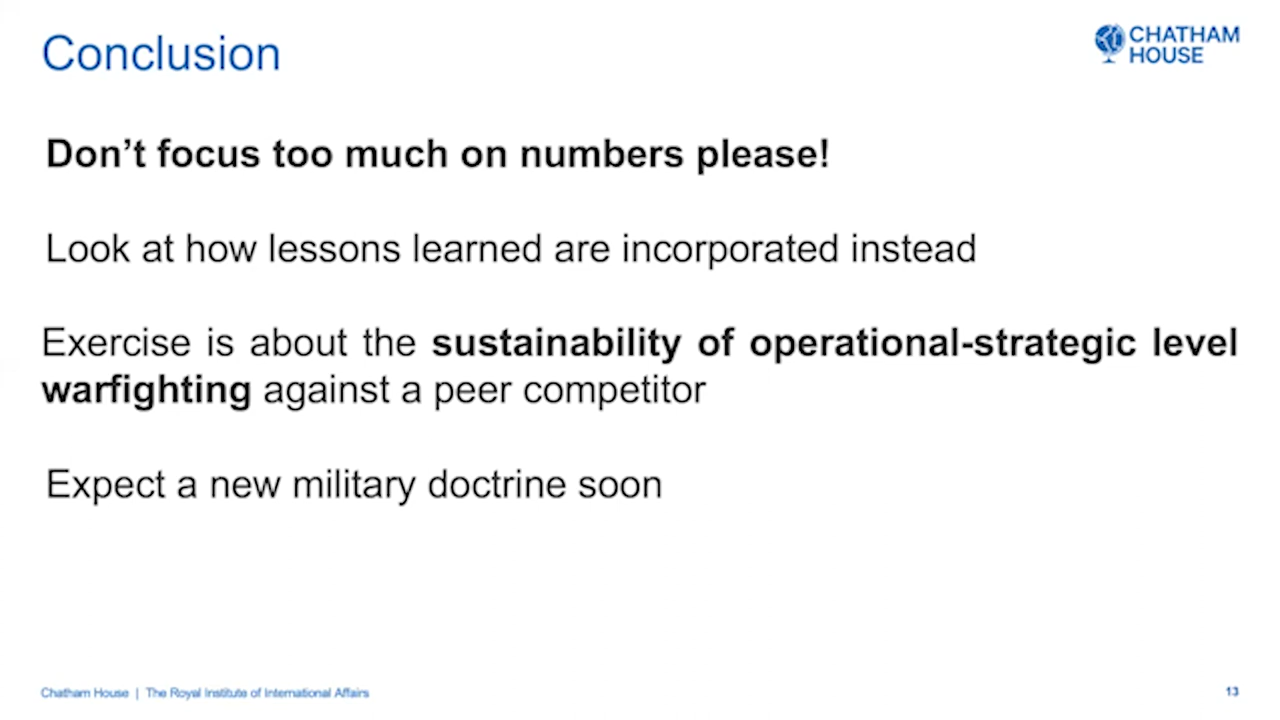 Conclusion
CHATHAM
HOUSE
Don’t focus too much on numbers please!
Look at how lessons learned are incorporated instead
Exercise is about the sustainability of operational-strategic level
warfighting against a peer competitor
Expect a new military doctrine soon
Chatham House | The Royal Institute of International Affairs
13